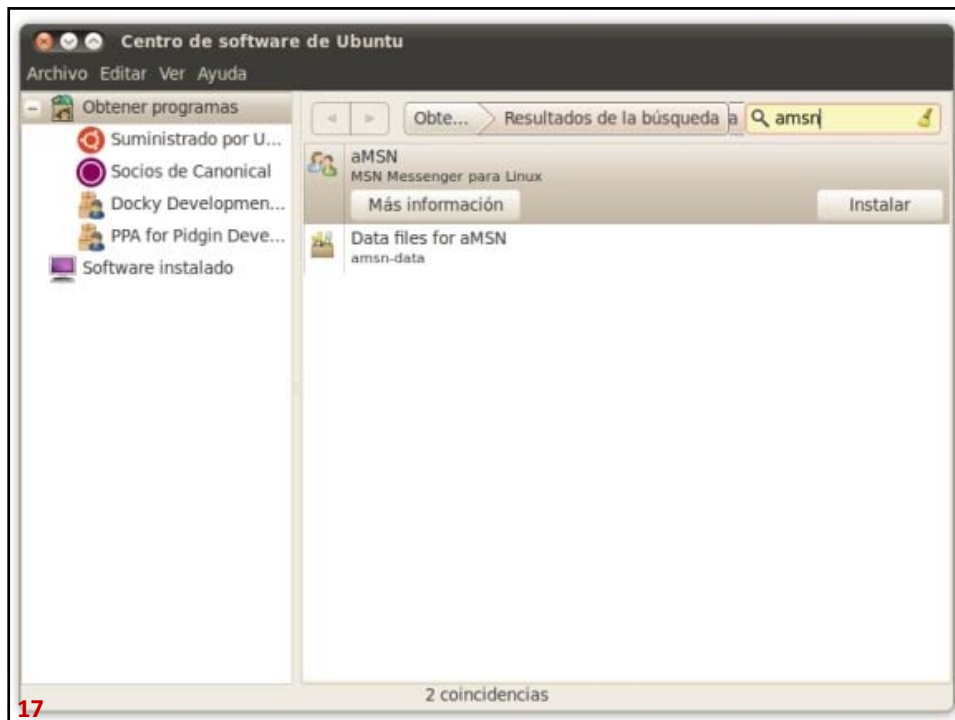 Centro de software de Ubuntu
Archivo Editar Ver Ayuda
Obtener programas
Suministrado por U...
Socios de Canonical
Docky Developmen...
PPA for Pidgin Deve...
Software instalado
Obte... Resultados de la búsqueda a amsn
aMSN
MSN Messenger para Linux
Más información Instalar
Data files for aMSN
amsn-data
2 coincidencias
17